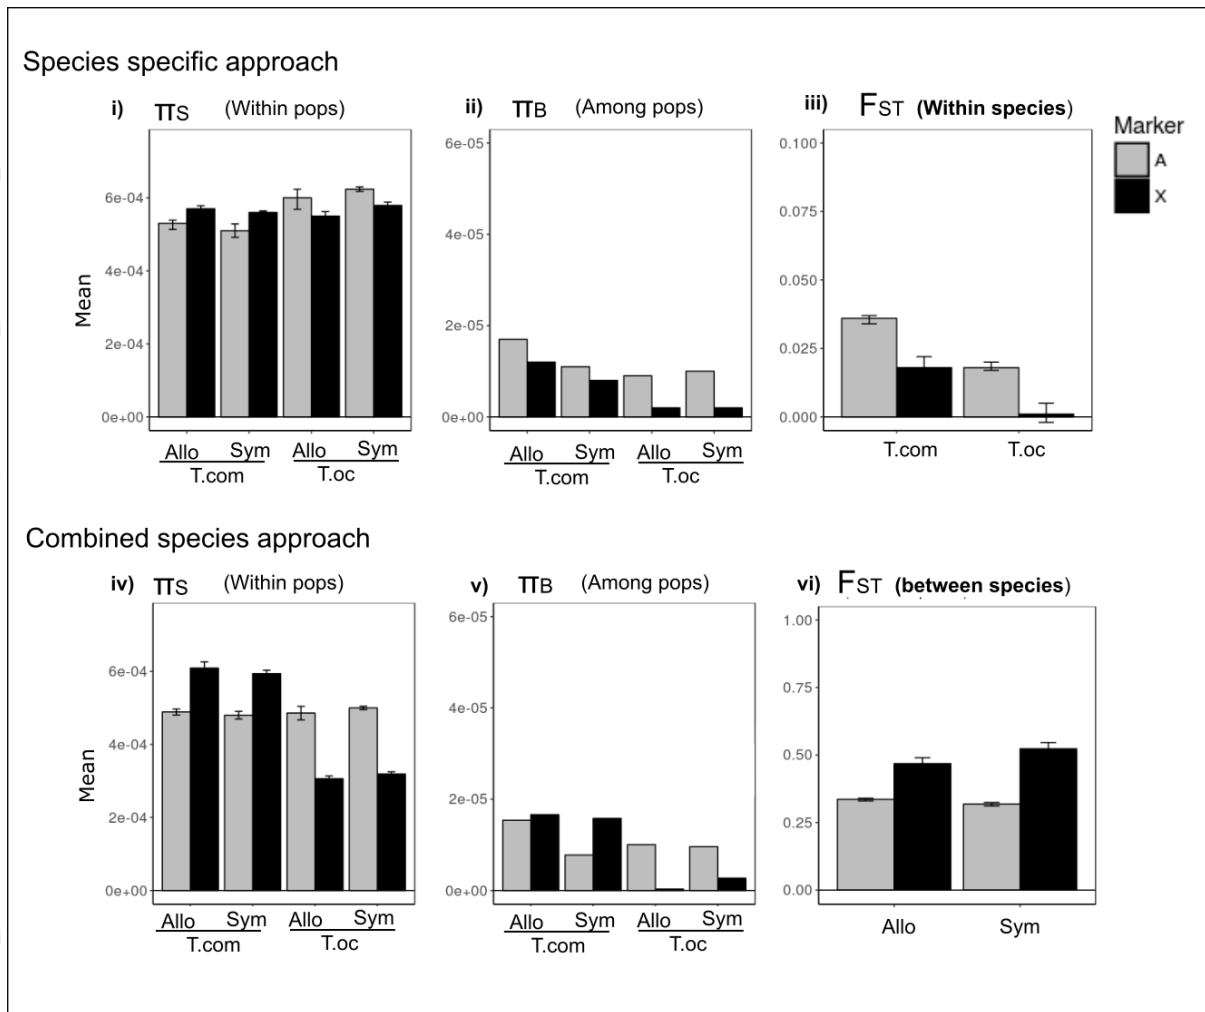 Species specific approach
i) πS (Within pops)
ii) πB (Among pops)
iii) FST (Within species)
Marker
A
X
Mean
6e-04
4e-04
2e-04
0e+00
Allo Sym Allo Sym
T.com T.oc
6e-05
4e-05
2e-05
0e+00
Allo Sym Allo Sym
T.com T.oc
0.100
0.075
0.050
0.025
0.000
T.com T.oc
Combined species approach
iv) πS (Within pops)
v) πB (Among pops)
vi) FST (between species)
Mean
6e-04
4e-04
2e-04
0e+00
Allo Sym Allo Sym
T.com T.oc
6e-05
4e-05
2e-05
0e+00
Allo Sym Allo Sym
T.com T.oc
1.00
0.75
0.50
0.25
0.00
Allo Sym